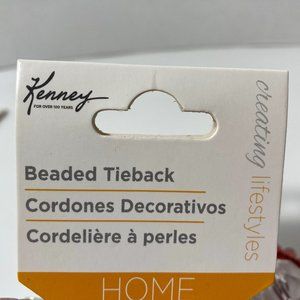 Kenney
FOR OVER 100 YEARS
creating lifestyles
Beaded Tieback
Cordones Decorativos
Cordelière à perles
HOME